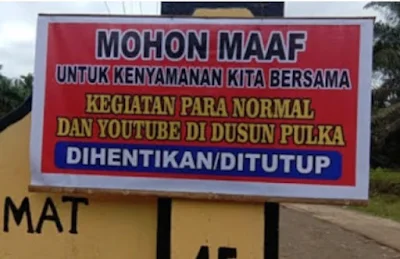 MOHON MAAF
UNTUK KENYAMANAN KITA BERSAMA
KEGIATAN PARA NORMAL
DAN YOUTUBE DI DUSUN PULKA
DIHENTIKAN/DITUTUP
MAT